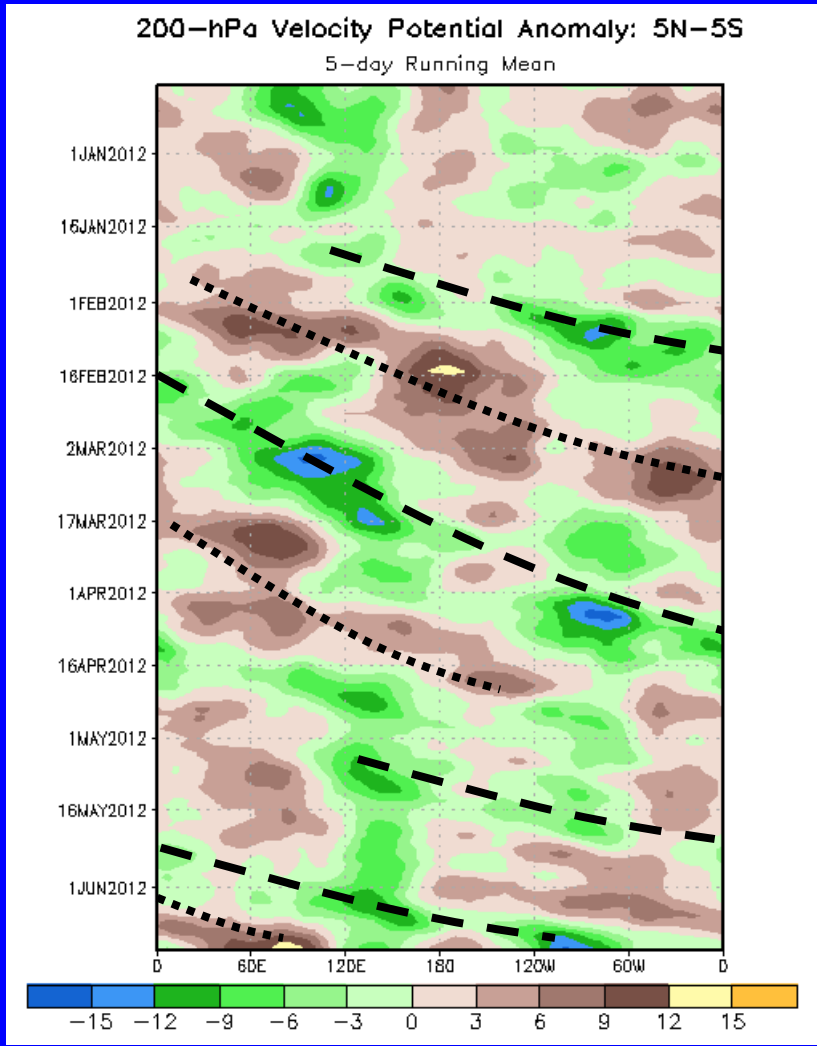 200-hPa Velocity Potential Anomaly: 5N-5S
5-day Running Mean
1JAN2012
16JAN2012
1FEB2012
16FEB2012
2MAR2012
17MAR2012
1APR2012
16APR2012
1MAY2012
16MAY2012
1JUN2012
0 60E 120E 180 120W 60W 0
-15 -12 -9 -6 -3 0 3 6 9 12 15